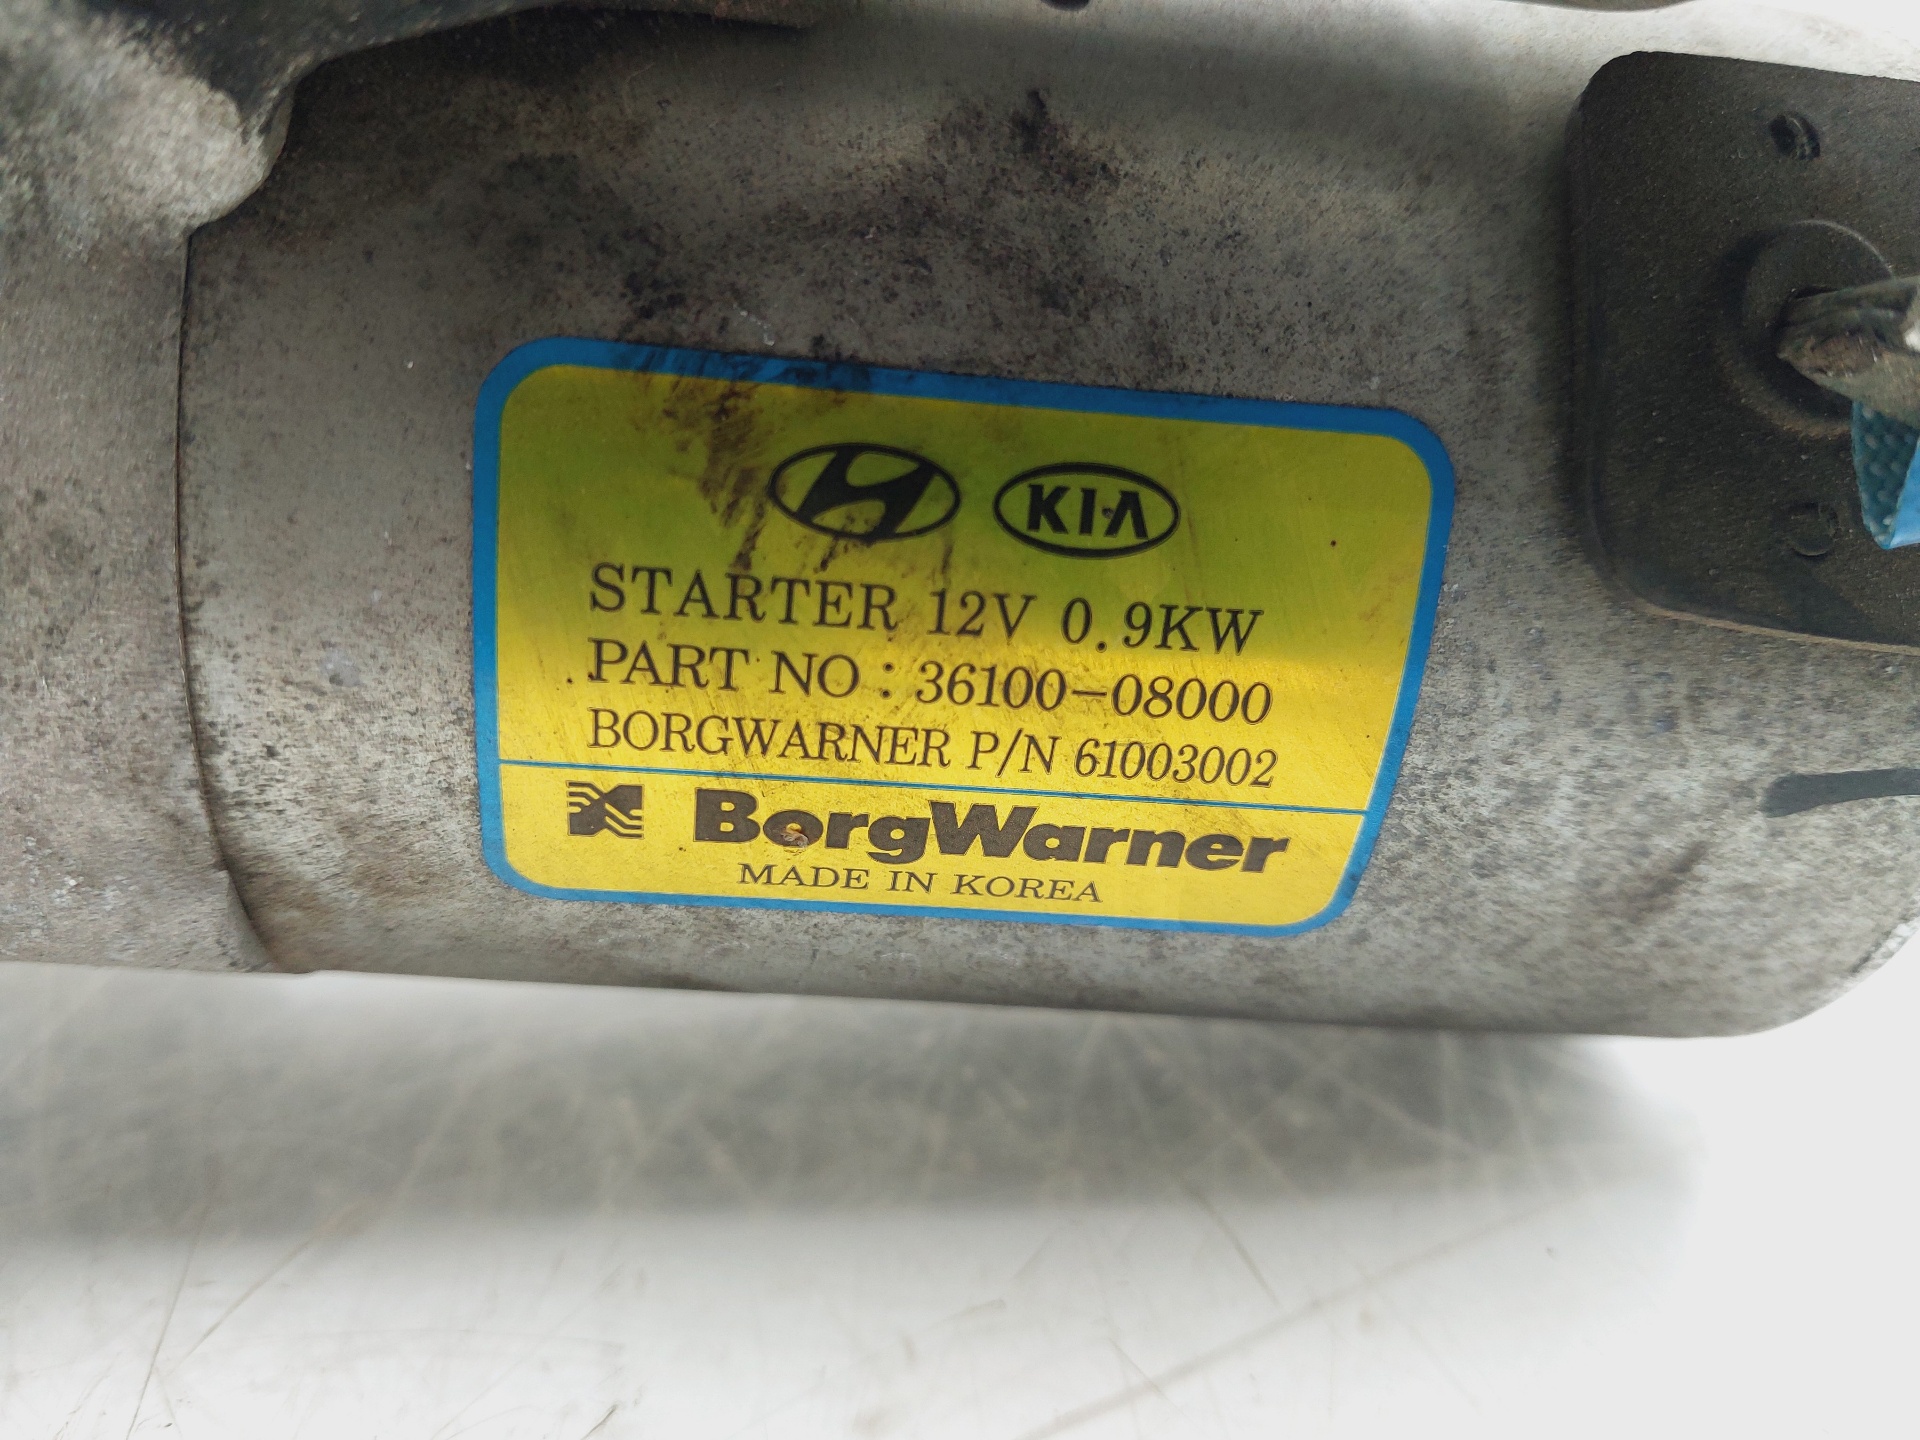 KIA
STARTER 12V 0.9KW
PART NO : 36100-08000
BORGWARNER P/N 61003002
BorgWarner
MADE IN KOREA